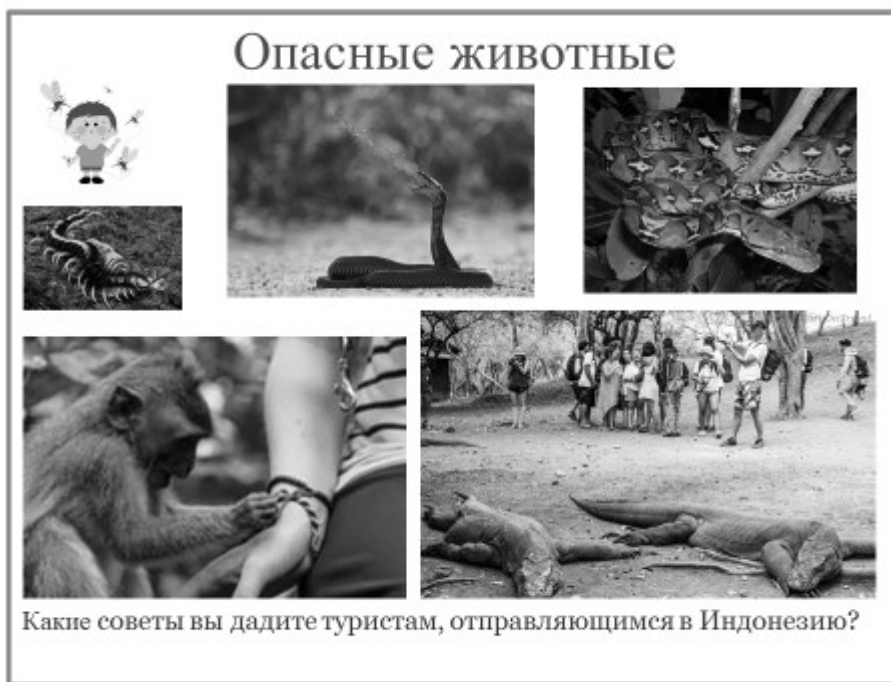 Опасные животные
Какие советы вы дадите туристам, отправляющимся в Индонезию?